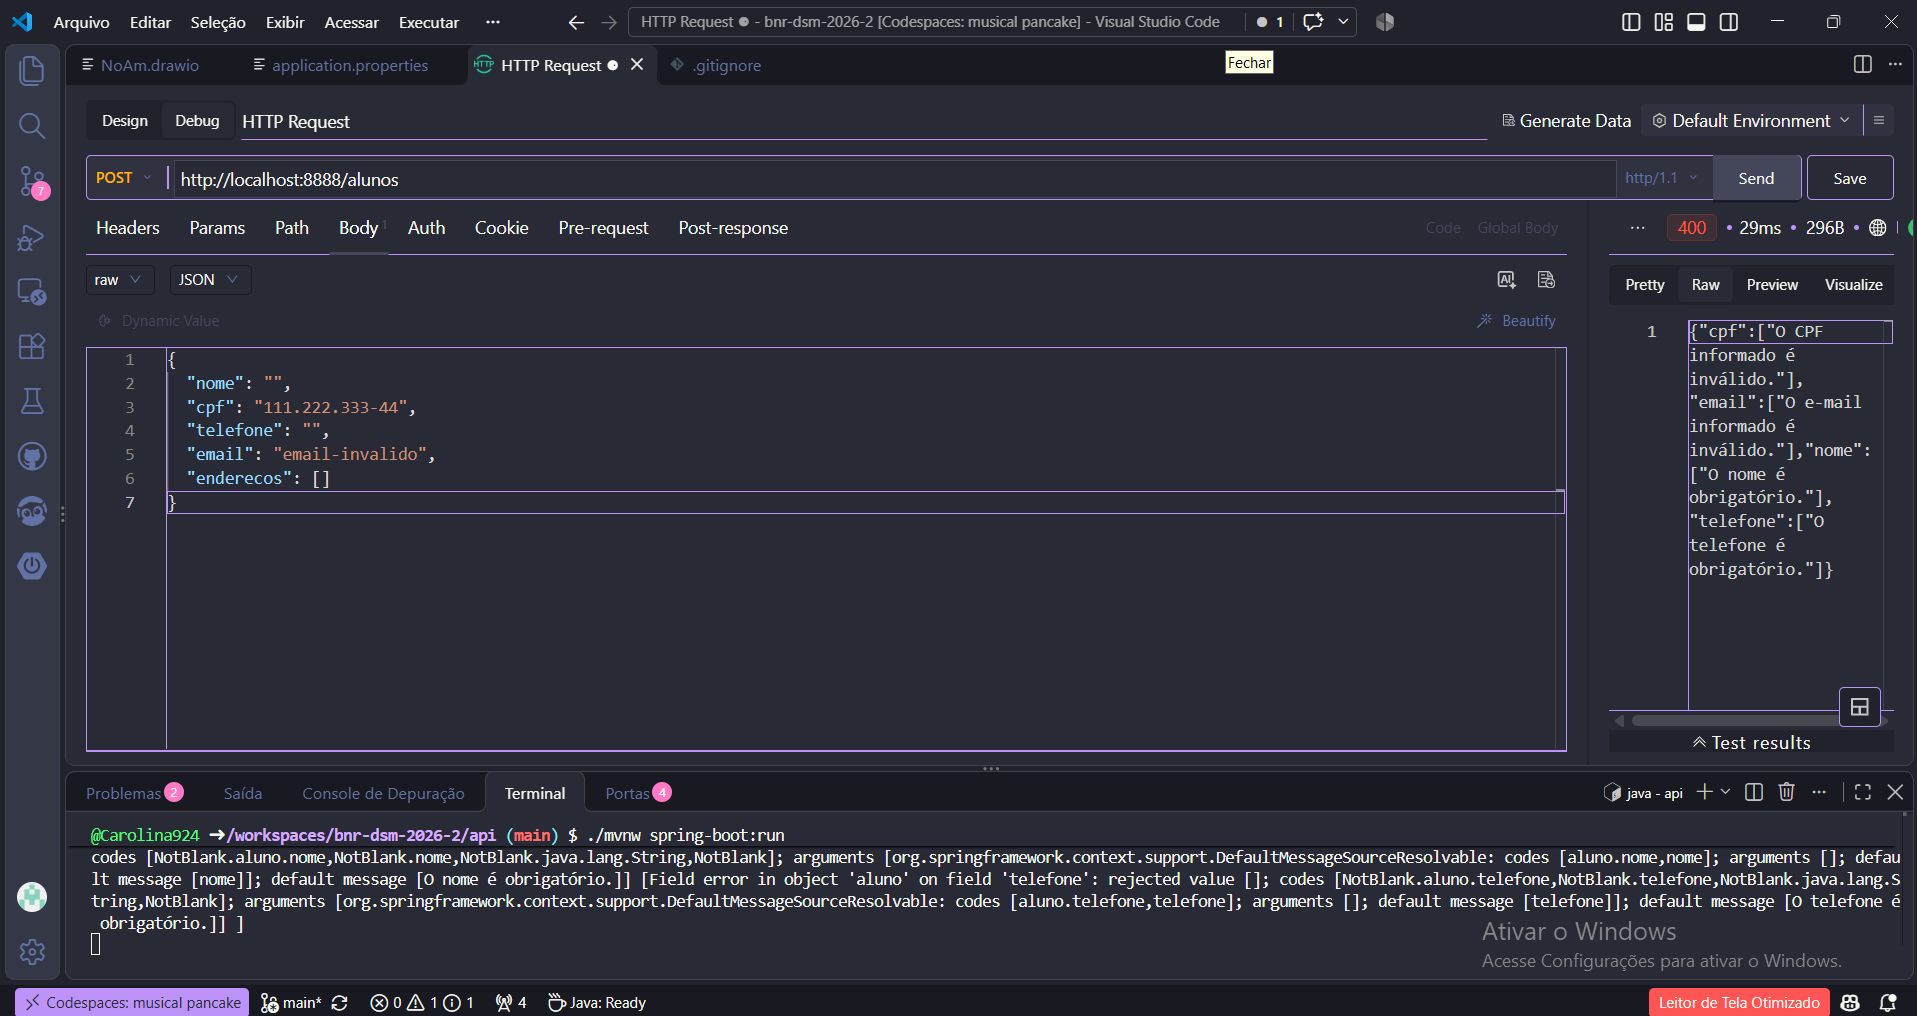 Arquivo Editar Seleção Exibir Acessar Executar ··· HTTP Request ● - bnr-dsm-2026-2 [Codespaces: musical pancake] - Visual Studio Code ● 1
Fechar
NoAm.drawio application.properties HTTP HTTP Request ● .gitignore
Design Debug HTTP Request Generate Data Default Environment
POST http://localhost:8888/alunos http/1.1 Send Save
Headers Params Path Body 1 Auth Cookie Pre-request Post-response Code Global Body ··· 400 • 29ms • 296B •
raw JSON AI Pretty Raw Preview Visualize
Dynamic Value Beautify
1 {
2 "nome": "",
3 "cpf": "111.222.333-44",
4 "telefone": "",
5 "email": "email-invalido",
6 "enderecos": []
7 }
1 {"cpf":["O CPF
informado é
inválido."],
"email":["O e-mail
informado é
inválido."],"nome":
["O nome é
obrigatório."],
"telefone":["O
telefone é
obrigatório."]}
Test results
7
Problemas 2 Saída Console de Depuração Terminal Portas 4 java - api
@Carolina924 ➜/workspaces/bnr-dsm-2026-2/api (main) $ ./mvnw spring-boot:run
codes [NotBlank.aluno.nome,NotBlank.nome,NotBlank.java.lang.String,NotBlank]; arguments [org.springframework.context.support.DefaultMessageSourceResolvable: codes [aluno.nome,nome]; arguments []; defau
lt message [nome]]; default message [O nome é obrigatório.]] [Field error in object 'aluno' on field 'telefone': rejected value []; codes [NotBlank.aluno.telefone,NotBlank.telefone,NotBlank.java.lang.S
tring,NotBlank]; arguments [org.springframework.context.support.DefaultMessageSourceResolvable: codes [aluno.telefone,telefone]; arguments []; default message [telefone]]; default message [O telefone é
obrigatório.]] ]
Ativar o Windows
Acesse Configurações para ativar o Windows.
Codespaces: musical pancake main* 0 1 1 4 Java: Ready Leitor de Tela Otimizado